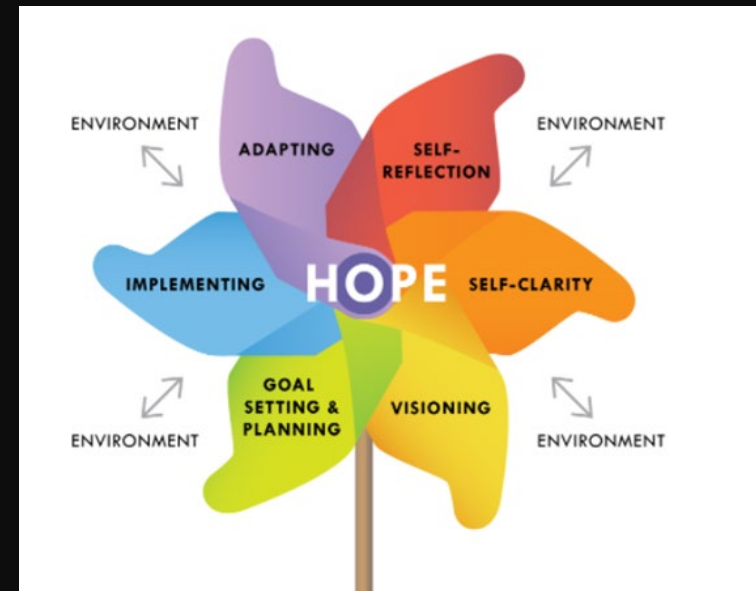 ENVIRONMENT
ENVIRONMENT
ADAPTING
SELF-
REFLECTION
IMPLEMENTING
HOPE
SELF-CLARITY
GOAL
SETTING &
PLANNING
VISIONING
ENVIRONMENT
ENVIRONMENT